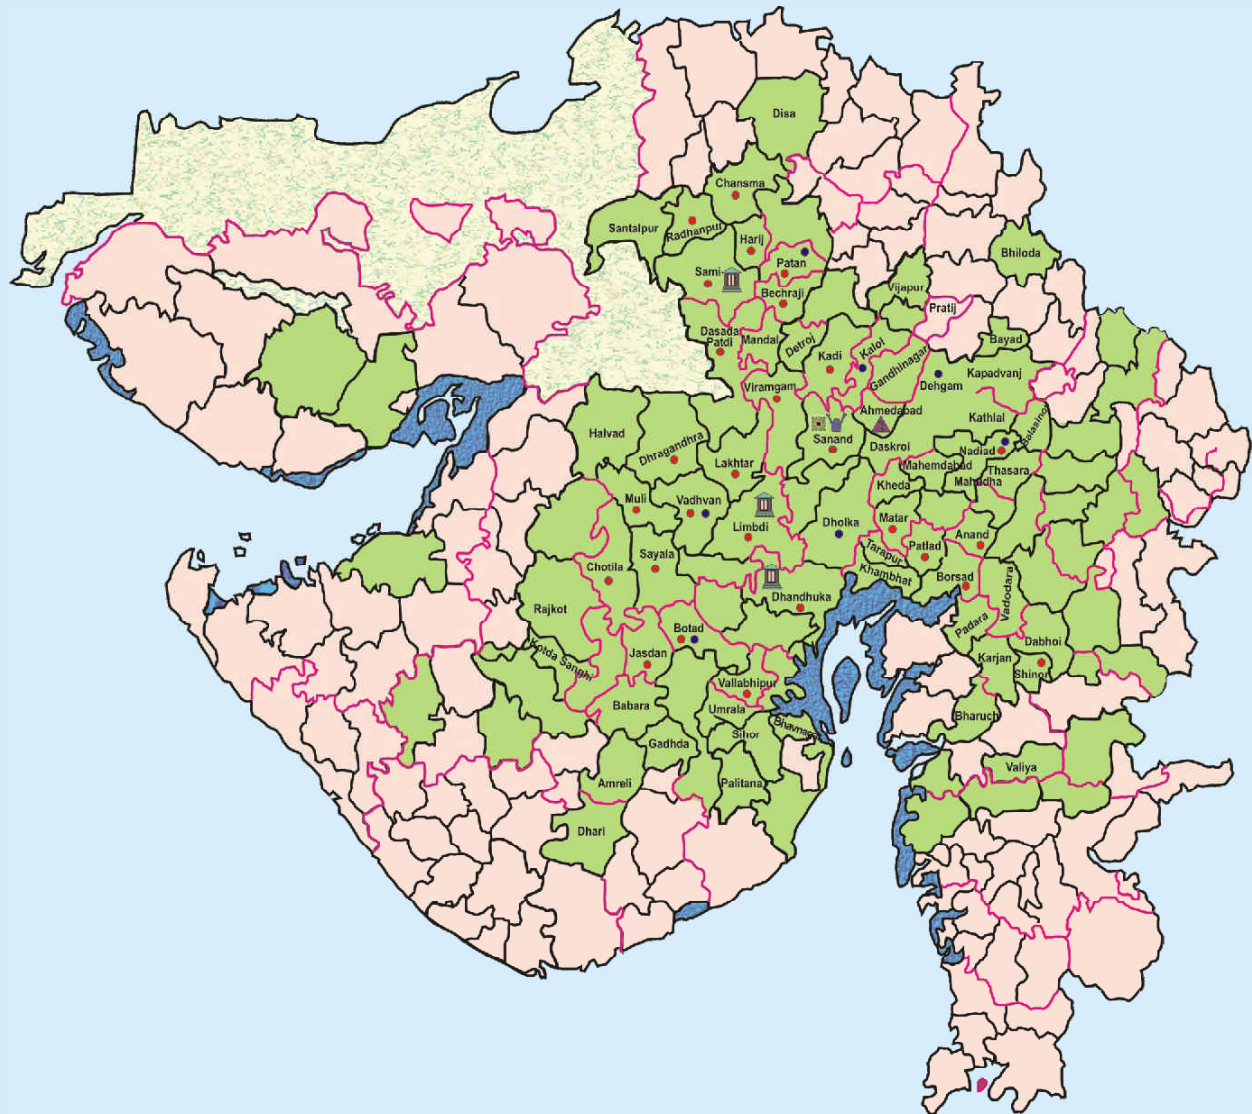 Disa
Chansma
Santalpur
Radhanpur
Harij
Patan
Bhiloda
Sami
Bechraji
Vijapur
Pratij
Dasada
Patdi
Mandal
Detroj
Kadi
Kalol
Gandhinagar
Bayad
Dehgam
Kapadvanj
Viramgam
Ahmedabad
Kathlal
Balasinor
Halvad
Dhragandhra
Sanand
Daskroi
Nadiad
Lakhtar
Mahemdabad
Thasara
Kheda
Mahudha
Muli
Vadhvan
Limbdi
Dholka
Matar
Anand
Sayala
Tarapur
Patlad
Chotila
Khambhat
Borsad
Vadodara
Rajkot
Dhandhuka
Padara
Botad
Dabhoi
Kotda Sanghi
Jasdan
Karjan
Shinor
Vallabhipur
Babara
Umrala
Bharuch
Bhavnagar
Sihor
Gadhda
Valiya
Amreli
Palitana
Dhari